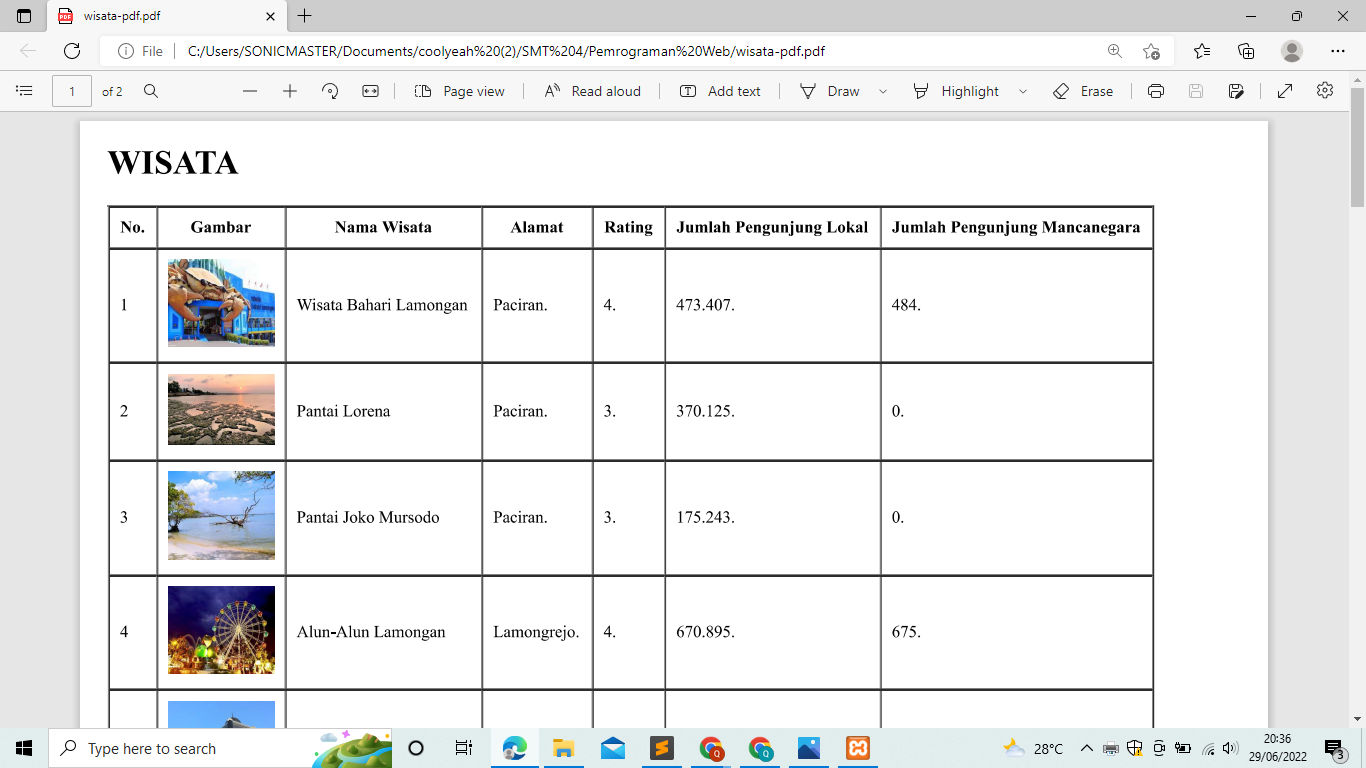 wisata-pdf.pdf
File C:/Users/SONICMASTER/Documents/coolyeah%20(2)/SMT%204/Pemrograman%20Web/wisata-pdf.pdf
1 of 2 Page view Read aloud Add text Draw Highlight Erase
WISATA
No. Gambar Nama Wisata Alamat Rating Jumlah Pengunjung Lokal Jumlah Pengunjung Mancanegara
1 Wisata Bahari Lamongan Paciran. 4. 473.407. 484.
2 Pantai Lorena Paciran. 3. 370.125. 0.
3 Pantai Joko Mursodo Paciran. 3. 175.243. 0.
4 Alun-Alun Lamongan Lamongrejo. 4. 670.895. 675.
Type here to search
28°C
20:36
29/06/2022
3